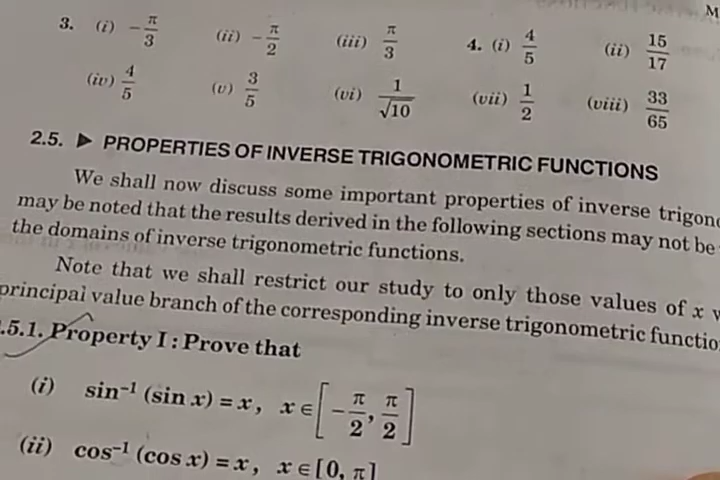 M
3. (i) −π/3 (ii) −π/2 (iii) π/3 4. (i) 4/5 (ii) 15/17
(iv) 4/5 (v) 3/5 (vi) 1/√10 (vii) 1/2 (viii) 33/65
2.5. ▶ PROPERTIES OF INVERSE TRIGONOMETRIC FUNCTIONS
We shall now discuss some important properties of inverse trigono
may be noted that the results derived in the following sections may not be
the domains of inverse trigonometric functions.
Note that we shall restrict our study to only those values of x
principal value branch of the corresponding inverse trigonometric functio
.5.1. Property I : Prove that
(i) sin⁻¹ (sin x) = x, x ∈ [−π/2, π/2]
(ii) cos⁻¹ (cos x) = x, x ∈ [0, π]